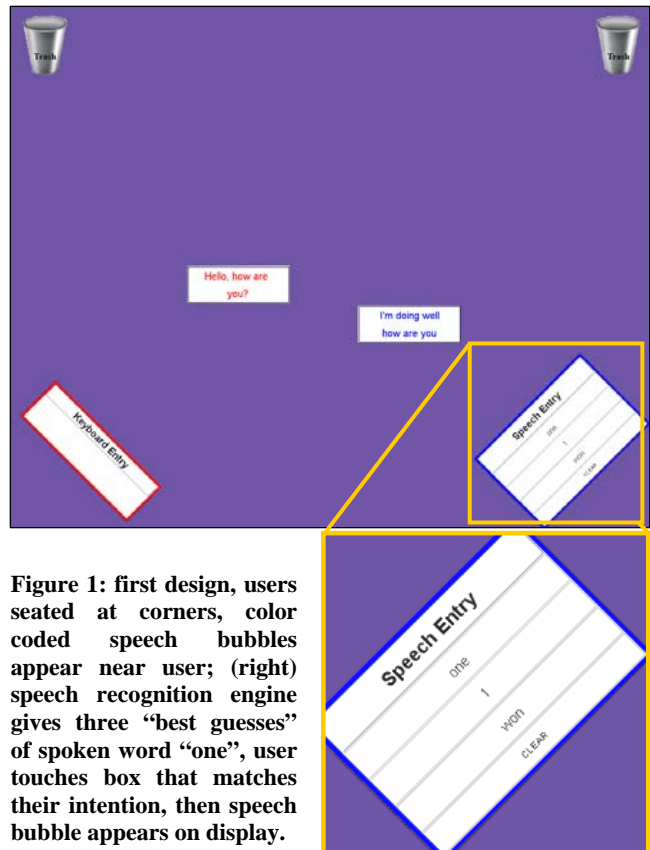 Trash
Trash
Hello, how are
you?
I'm doing well
how are you
Keyboard Entry
Speech Entry
one
1
won
CLEAR
Speech Entry
one
1
won
CLEAR
Figure 1: first design, users
seated at corners, color
coded speech bubbles
appear near user; (right)
speech recognition engine
gives three “best guesses”
of spoken word “one”, user
touches box that matches
their intention, then speech
bubble appears on display.